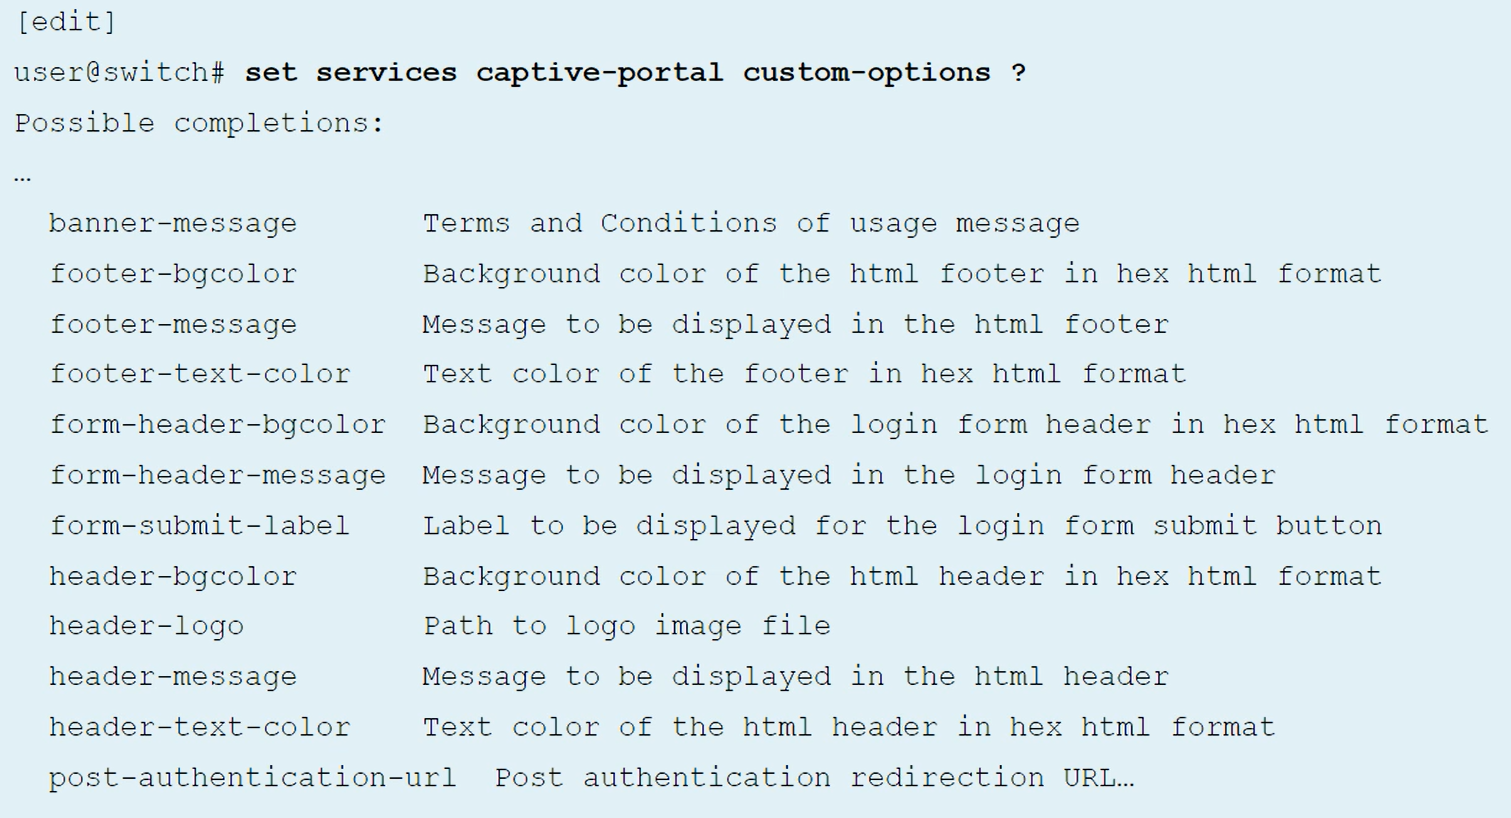 [edit]
user@switch# set services captive-portal custom-options ?
Possible completions:
…
banner-message Terms and Conditions of usage message
footer-bgcolor Background color of the html footer in hex html format
footer-message Message to be displayed in the html footer
footer-text-color Text color of the footer in hex html format
form-header-bgcolor Background color of the login form header in hex html format
form-header-message Message to be displayed in the login form header
form-submit-label Label to be displayed for the login form submit button
header-bgcolor Background color of the html header in hex html format
header-logo Path to logo image file
header-message Message to be displayed in the html header
header-text-color Text color of the html header in hex html format
post-authentication-url Post authentication redirection URL…